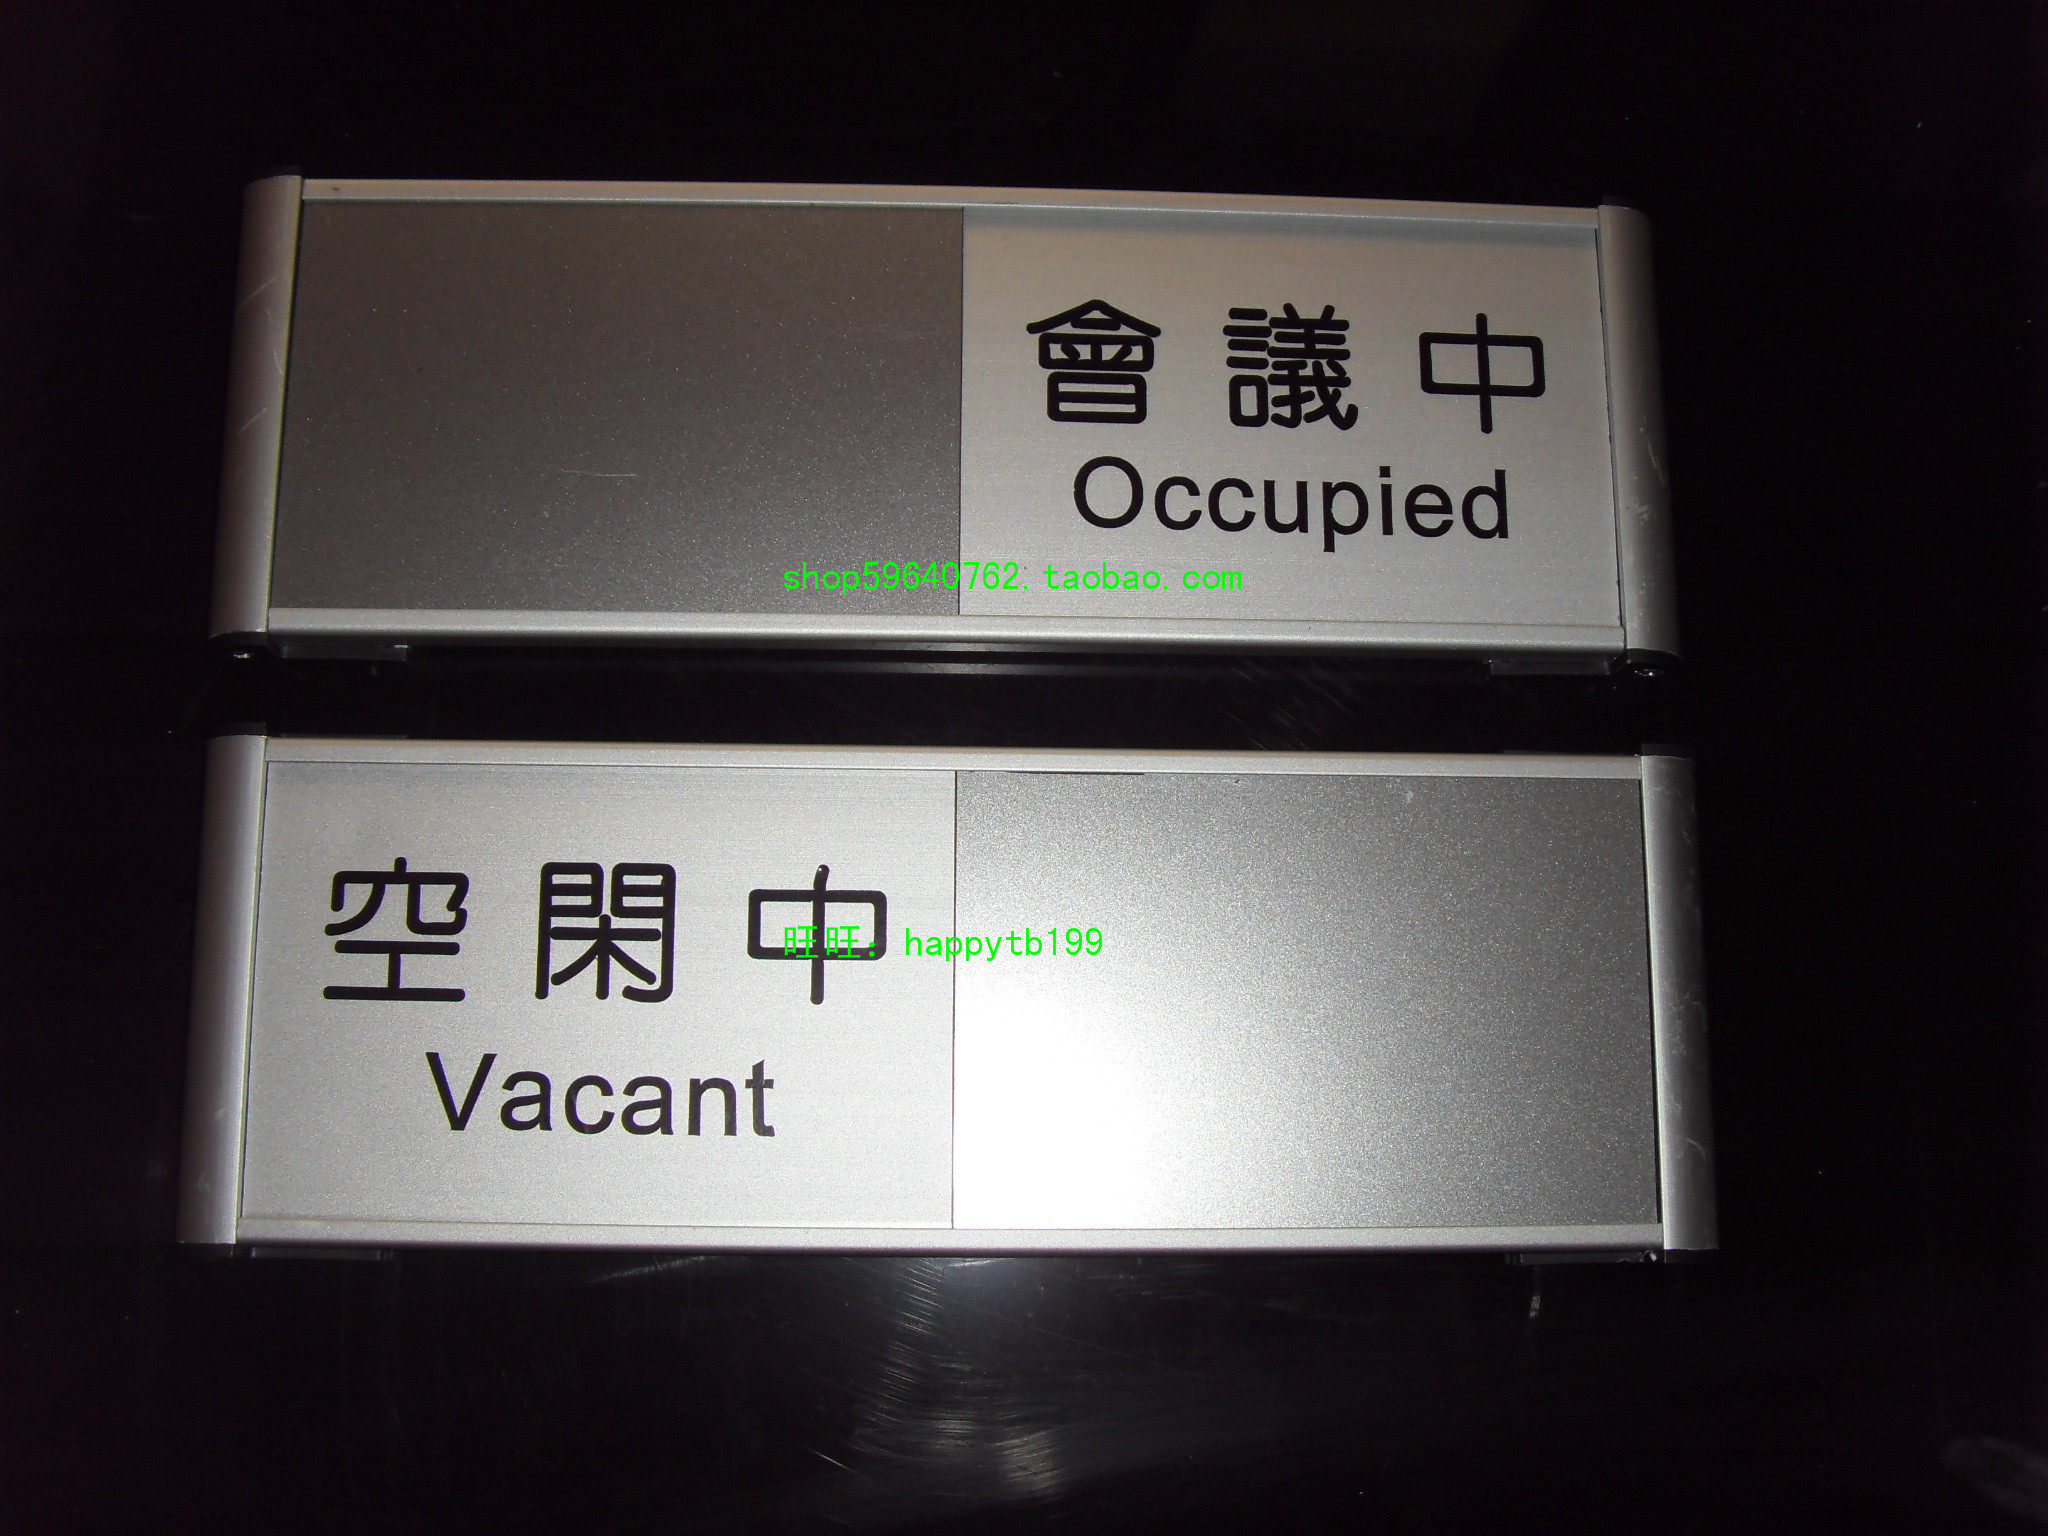 會議中
Occupied
shop59640762.taobao.com
空閑中
旺旺: happytb199
Vacant